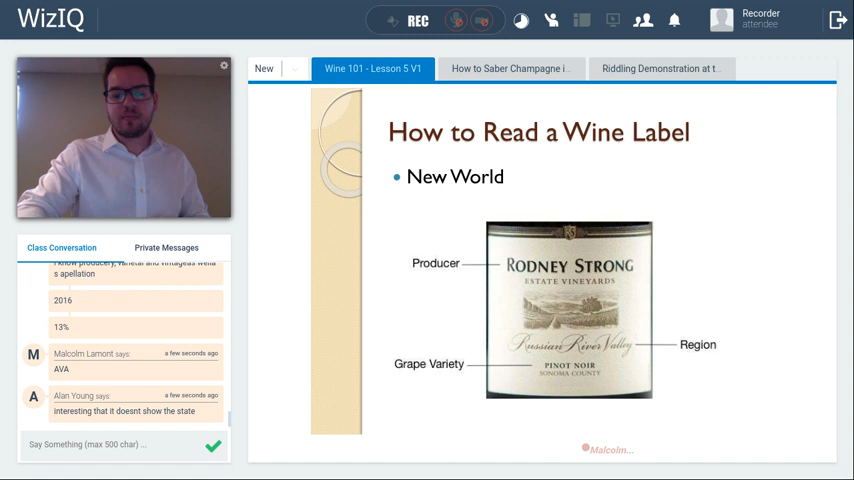 WizIQ
REC
Recorder
attendee
New
Wine 101 - Lesson 5 V1
How to Saber Champagne i..
Riddling Demonstration at t...
How to Read a Wine Label
• New World
Producer
RODNEY STRONG
ESTATE VINEYARDS
Russian River Valley
Region
Grape Variety
PINOT NOIR
SONOMA COUNTY
Malcolm...
Class Conversation
Private Messages
s apellation
2016
13%
M
Malcolm Lamont says:
a few seconds ago
AVA
A
Alan Young says:
a few seconds ago
interesting that it doesnt show the state
Say Something (max 500 char) ...